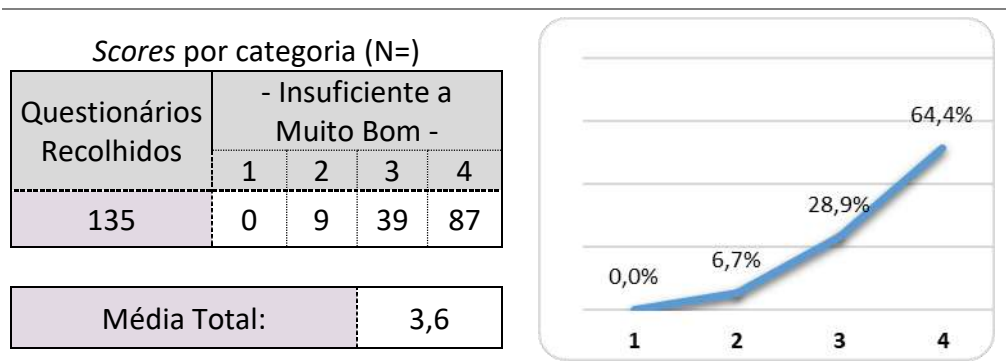 Scores por categoria (N=)
Questionários Recolhidos
- Insuficiente a Muito Bom -
1 2 3 4
135 0 9 39 87
Média Total: 3,6
64,4%
28,9%
6,7%
0,0%
1 2 3 4